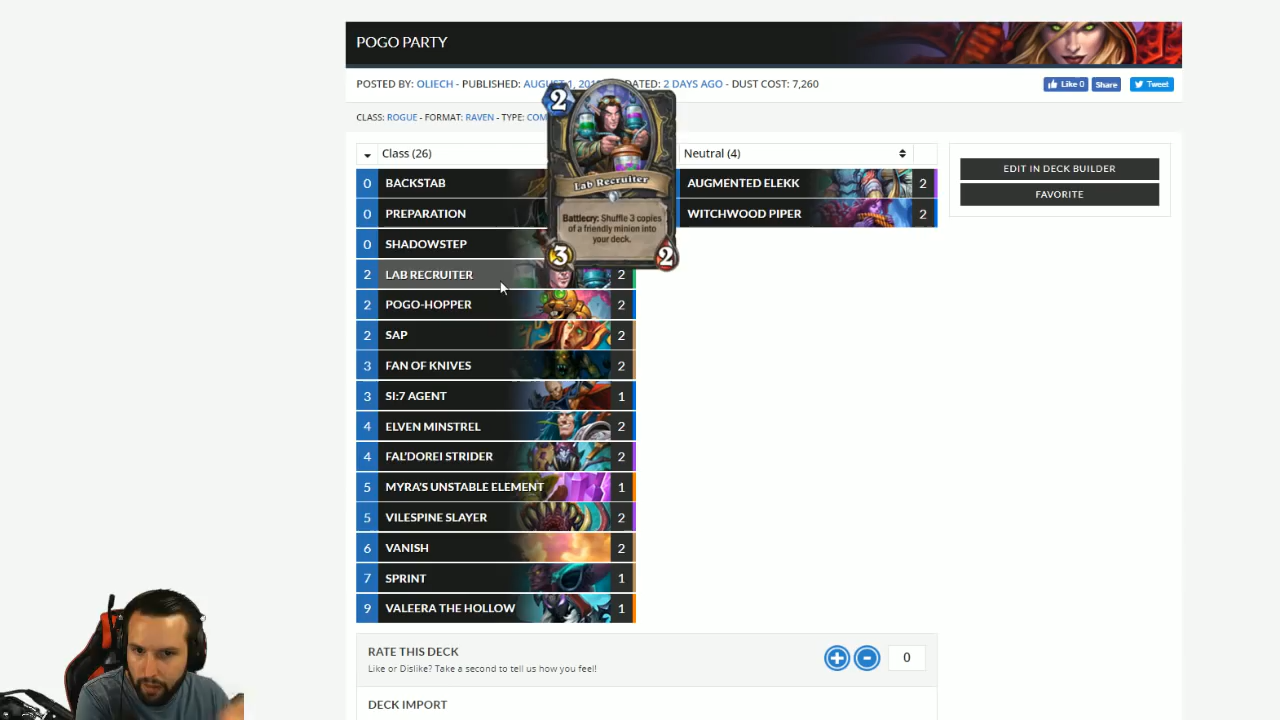 POGO PARTY
POSTED BY: OLIECH - PUBLISHED: AUGUST 1, 201 DATED: 2 DAYS AGO - DUST COST: 7,260
Like 0
Share
Tweet
CLASS: ROGUE - FORMAT: RAVEN - TYPE: COM
Class (26)
Neutral (4)
0 BACKSTAB
0 PREPARATION
0 SHADOWSTEP
2 LAB RECRUITER 2
2 POGO-HOPPER 2
2 SAP 2
3 FAN OF KNIVES 2
3 SI:7 AGENT 1
4 ELVEN MINSTREL 2
4 FAL'DOREI STRIDER 2
5 MYRA'S UNSTABLE ELEMENT 1
5 VILESPINE SLAYER 2
6 VANISH 2
7 SPRINT 1
9 VALEERA THE HOLLOW 1
2
Lab Recruiter
Battlecry: Shuffle 3 copies
of a friendly minion into
your deck.
3
2
AUGMENTED ELEKK 2
WITCHWOOD PIPER 2
EDIT IN DECK BUILDER
FAVORITE
RATE THIS DECK
Like or Dislike? Take a second to tell us how you feel!
0
DECK IMPORT